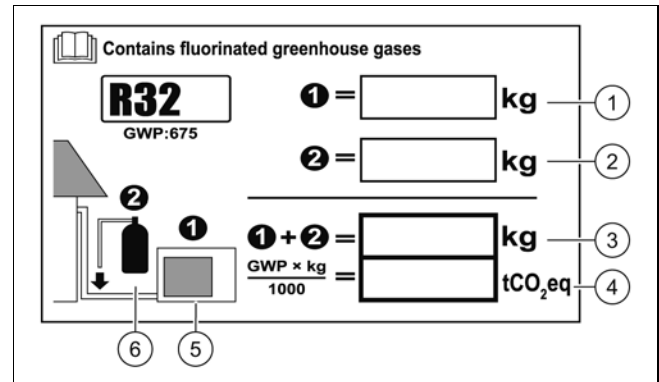 Contains fluorinated greenhouse gases
R32
GWP:675
❶ = kg ①
❷ = kg ②
❷
❶
❶+❷ = kg ③
GWP × kg
1000
= tCO₂eq ④
⑥ ⑤